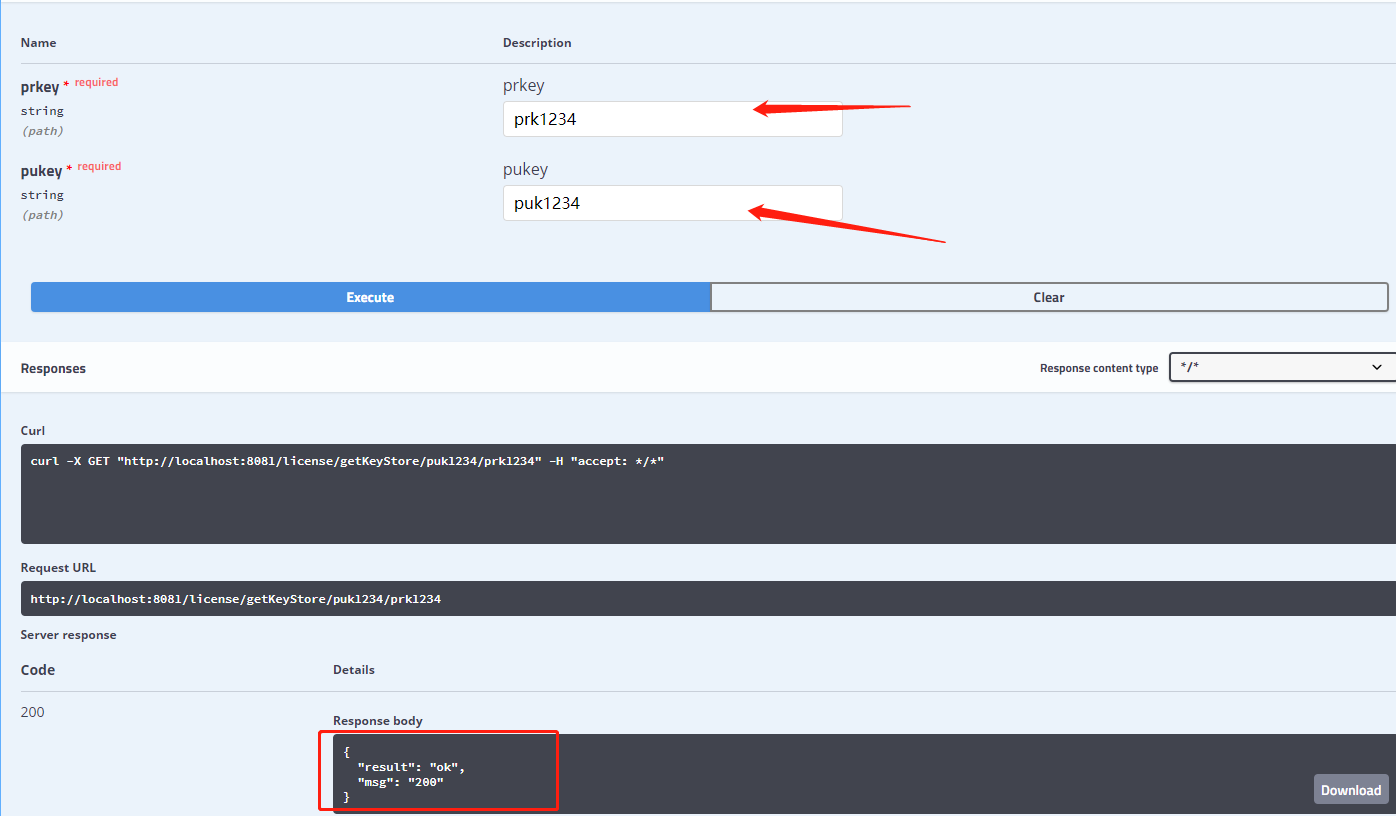 Name Description
prkey * required prkey
string
(path)
prk1234
pukey * required pukey
string
(path)
puk1234
Execute Clear
Responses Response content type */*
Curl
curl -X GET "http://localhost:8081/license/getKeyStore/puk1234/prk1234" -H "accept: */*"
Request URL
http://localhost:8081/license/getKeyStore/puk1234/prk1234
Server response
Code Details
200
Response body
{
"result": "ok",
"msg": "200"
}
Download